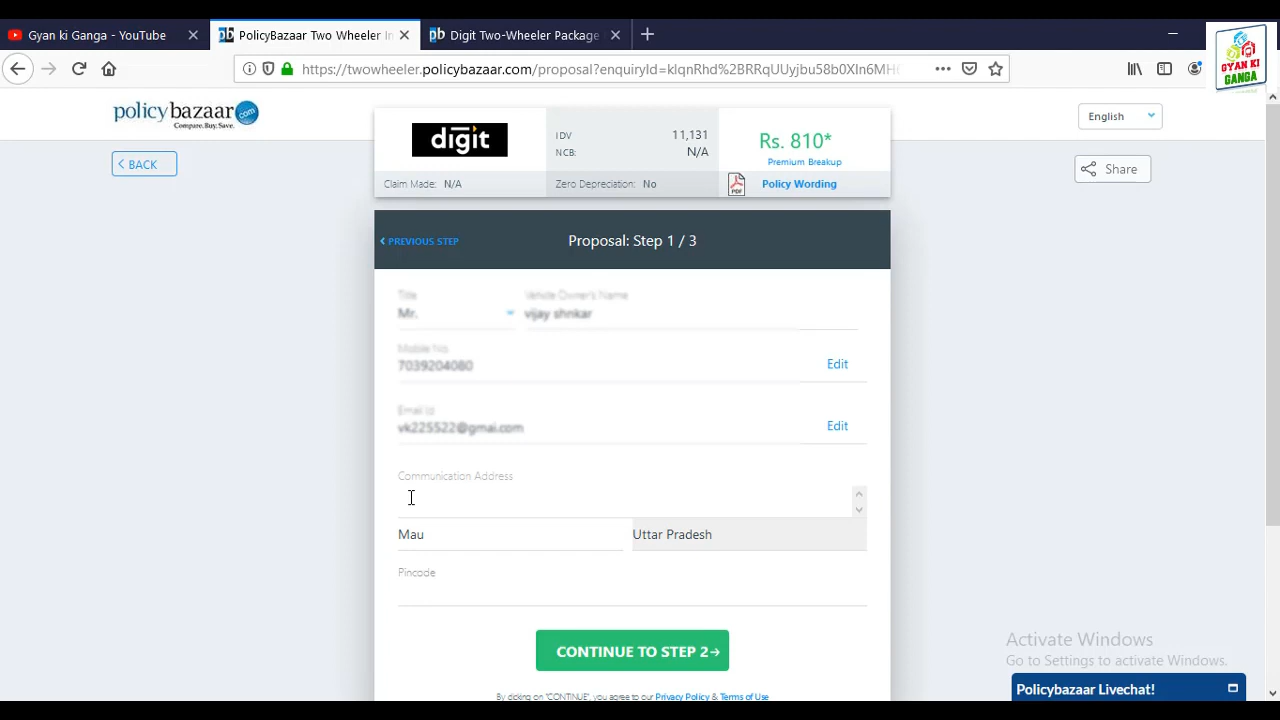 Gyan ki Ganga - YouTube
PolicyBazaar Two Wheeler In
Digit Two-Wheeler Package
https://twowheeler.policybazaar.com/proposal?enquiryId=
GYAN KI
GANGA
policybazaar.com
Compare. Buy. Save.
English
BACK
Share
digit
IDV 11,131
NCB: N/A
Rs. 810*
Premium Breakup
Claim Made: N/A
Zero Depreciation: No
PDF
Policy Wording
PREVIOUS STEP
Proposal: Step 1 / 3
Title
Vehicle Owner's Name
Mr.
vijay shnkar
Mobile No.
7039204080
Edit
Email Id
vk225522@gmai.com
Edit
Communication Address
Mau
Uttar Pradesh
Pincode
CONTINUE TO STEP 2→
By clicking on "CONTINUE", you agree to our Privacy Policy & Terms of Use
Activate Windows
Go to Settings to activate Windows.
Policybazaar Livechat!